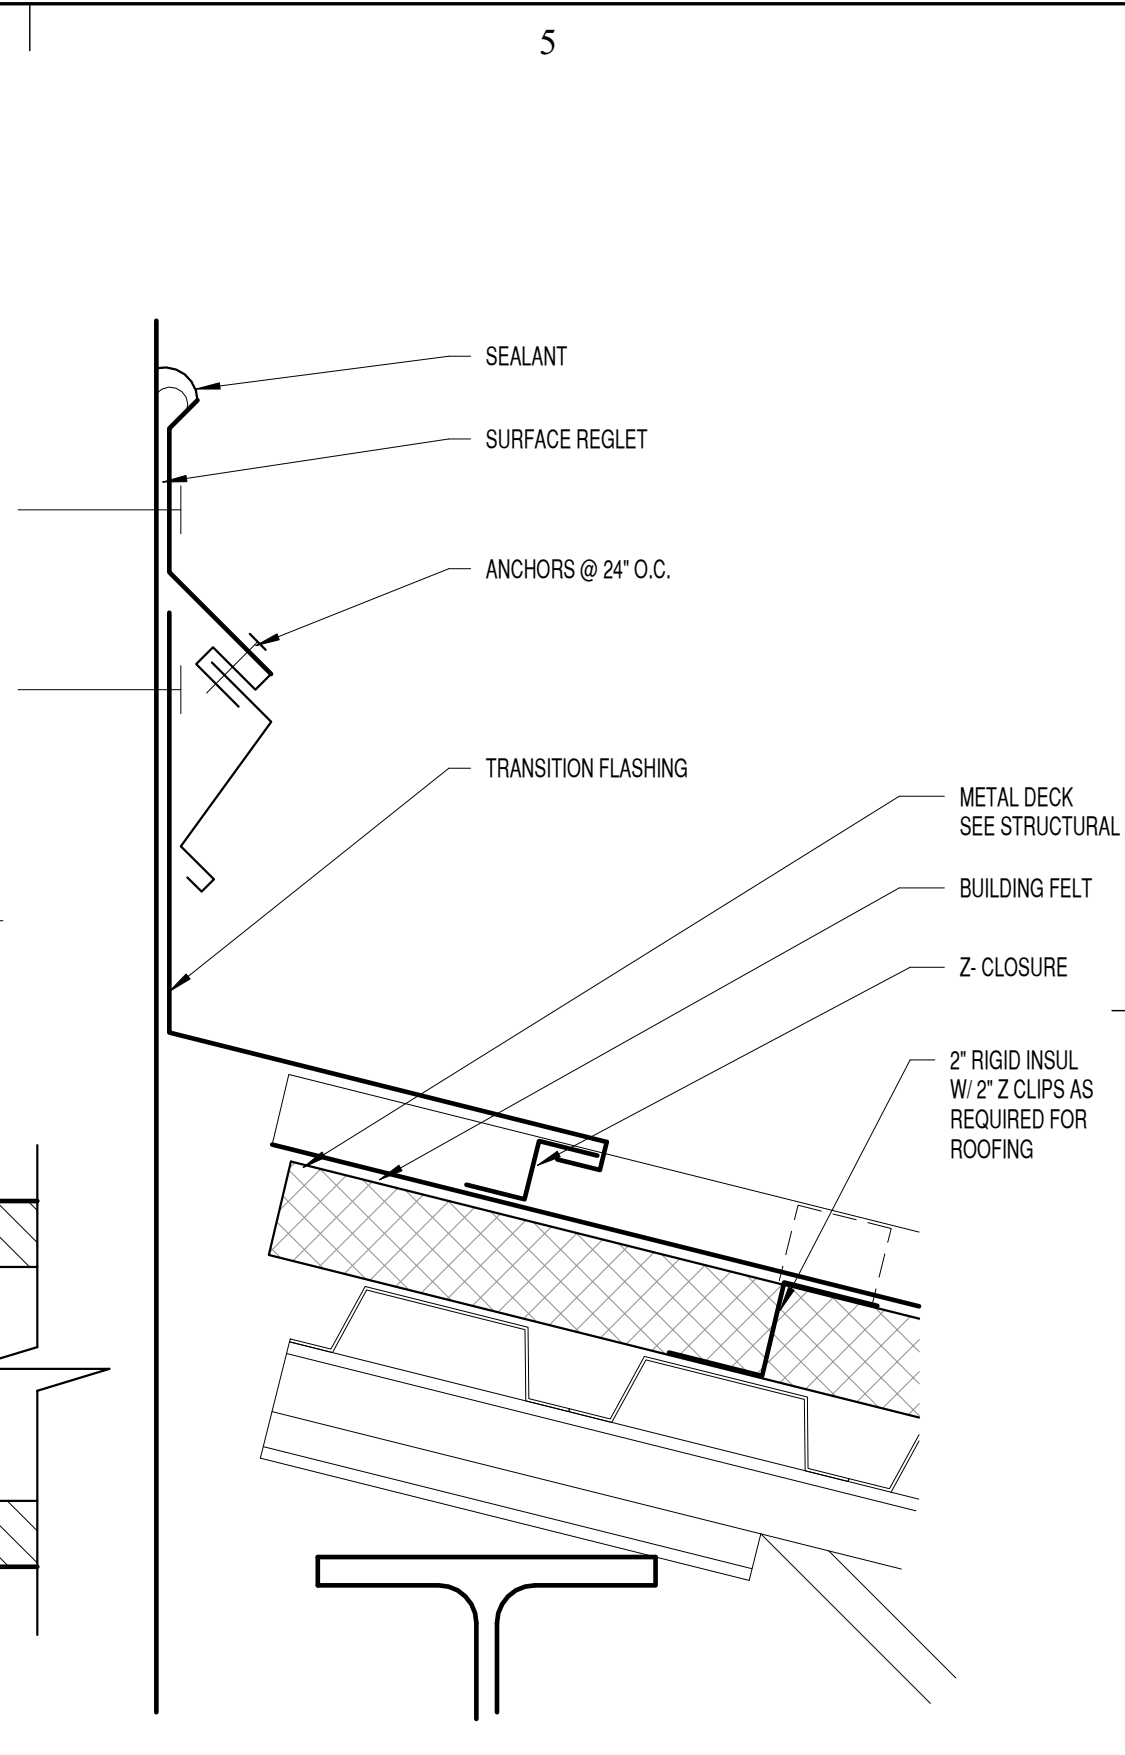 5
SEALANT
SURFACE REGLET
ANCHORS @ 24" O.C.
TRANSITION FLASHING
METAL DECK
SEE STRUCTURAL
BUILDING FELT
Z- CLOSURE
2" RIGID INSUL
W/ 2" Z CLIPS AS
REQUIRED FOR
ROOFING